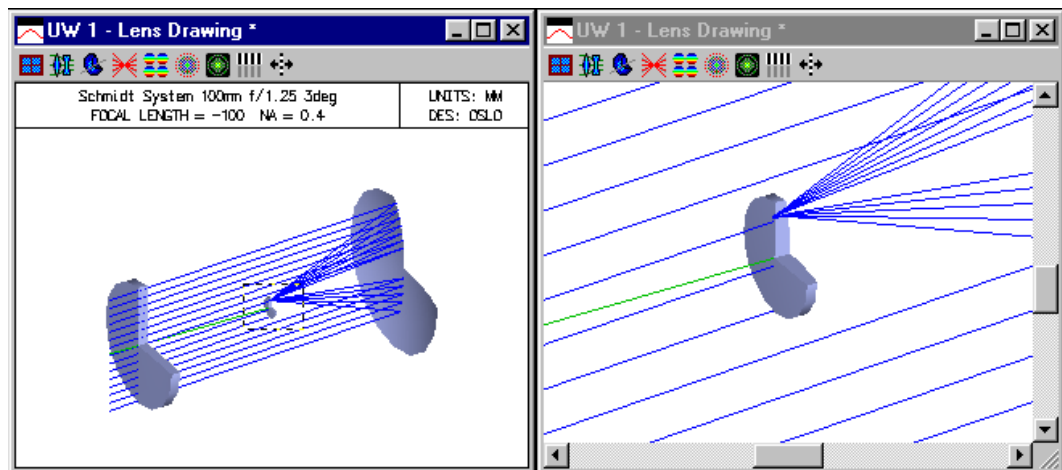 UW 1 - Lens Drawing *
Schmidt System 100mm f/1.25 3deg
FOCAL LENGTH = -100 NA = 0.4
UNITS: MM
DES: OSLO
UW 1 - Lens Drawing *